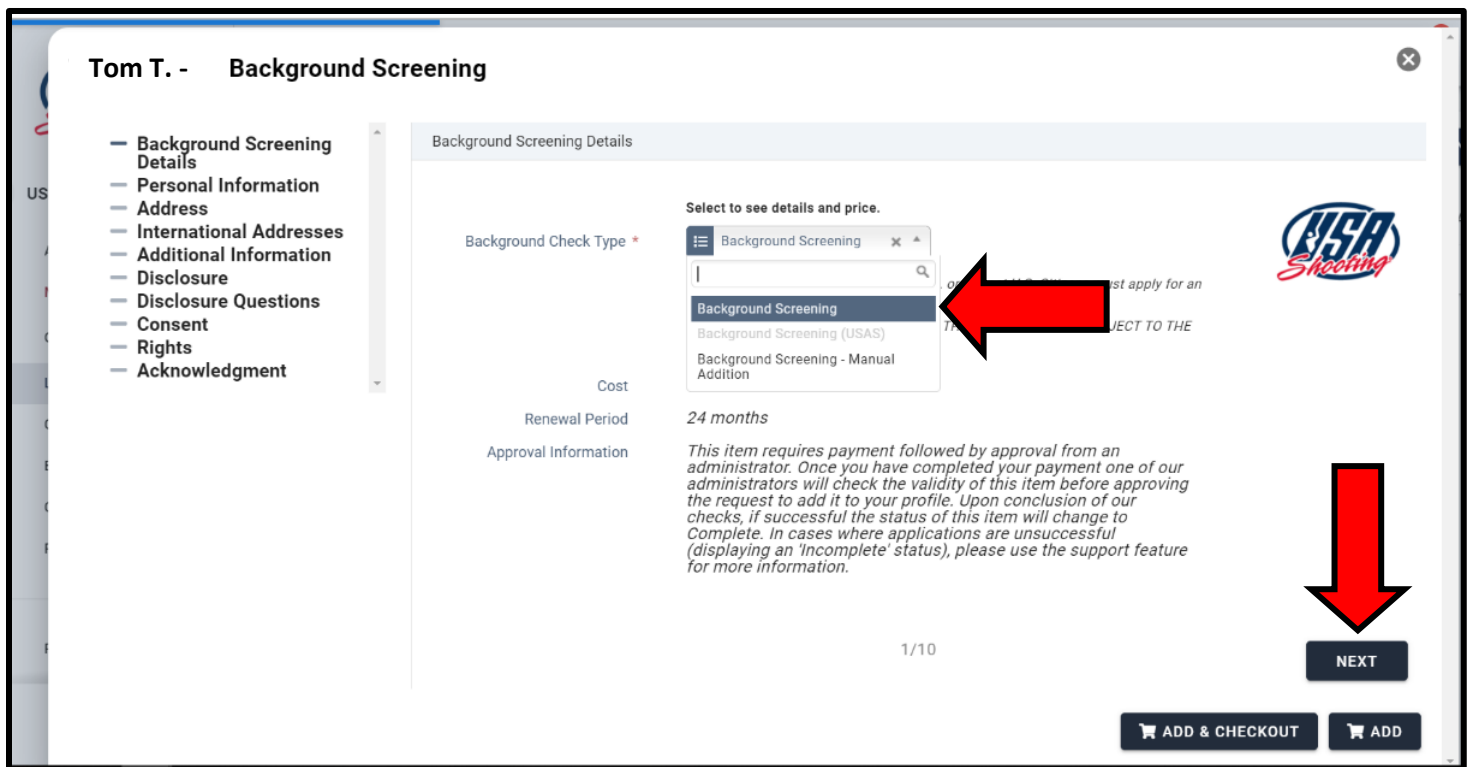 Tom T. - Background Screening
Background Screening
Details
Personal Information
Address
International Addresses
Additional Information
Disclosure
Disclosure Questions
Consent
Rights
Acknowledgment
US
Background Screening Details
Select to see details and price.
Background Check Type *
Background Screening
USA
Shooting
ust apply for an
Background Screening
JECT TO THE
Background Screening (USAS)
Background Screening - Manual
Addition
Cost
Renewal Period
24 months
Approval Information
This item requires payment followed by approval from an
administrator. Once you have completed your payment one of our
administrators will check the validity of this item before approving
the request to add it to your profile. Upon conclusion of our
checks, if successful the status of this item will change to
Complete. In cases where applications are unsuccessful
(displaying an 'Incomplete' status), please use the support feature
for more information.
1/10
NEXT
ADD & CHECKOUT
ADD